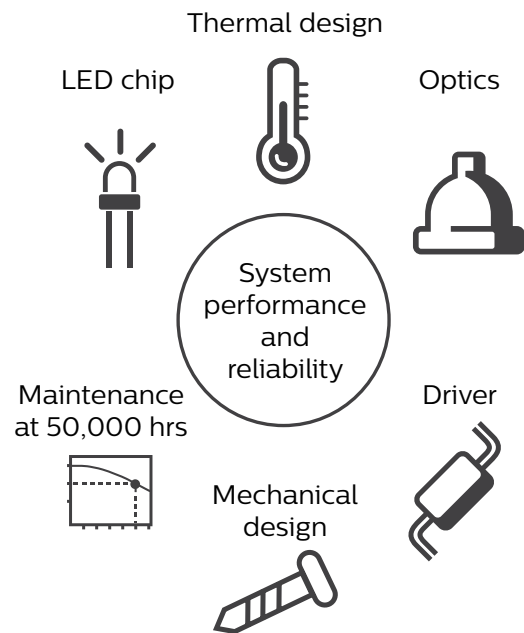 Thermal design
LED chip
Optics
System
performance
and
reliability
Maintenance
at 50,000 hrs
Driver
Mechanical
design